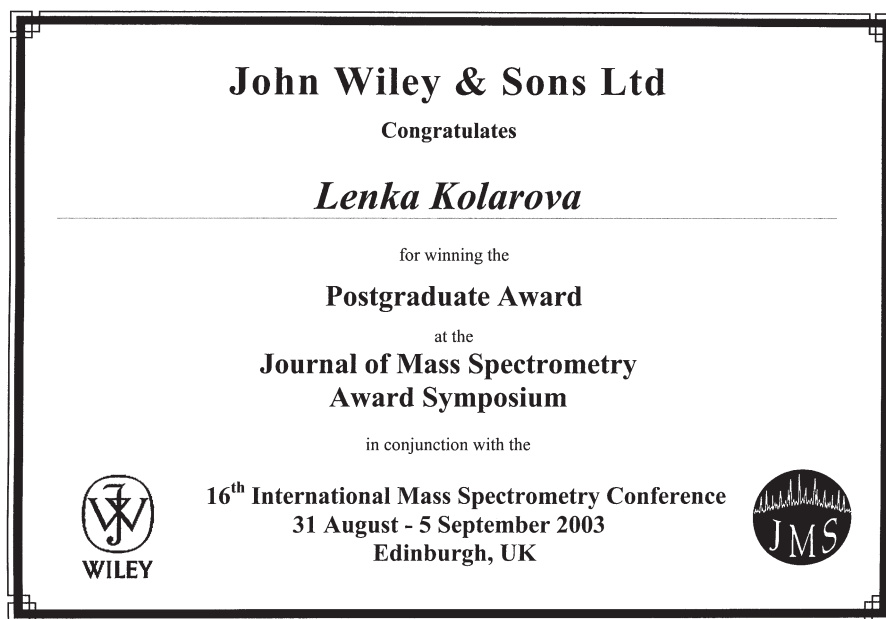 John Wiley & Sons Ltd
Congratulates
Lenka Kolarova
for winning the
Postgraduate Award
at the
Journal of Mass Spectrometry
Award Symposium
in conjunction with the
16th International Mass Spectrometry Conference
31 August - 5 September 2003
Edinburgh, UK
JW
WILEY
JMS